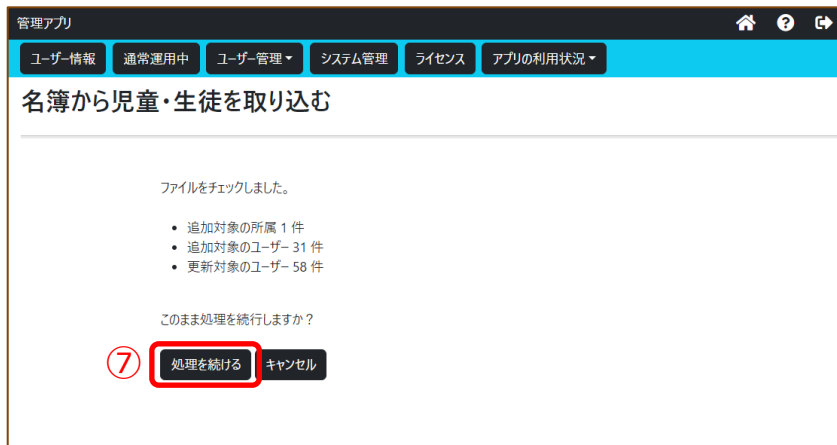 管理アプリ
ユーザー情報 通常運用中 ユーザー管理 システム管理 ライセンス アプリの利用状況
名簿から児童・生徒を取り込む
ファイルをチェックしました。
• 追加対象の所属 1 件
• 追加対象のユーザー 31 件
• 更新対象のユーザー 58 件
このまま処理を続行しますか？
⑦ 処理を続ける キャンセル